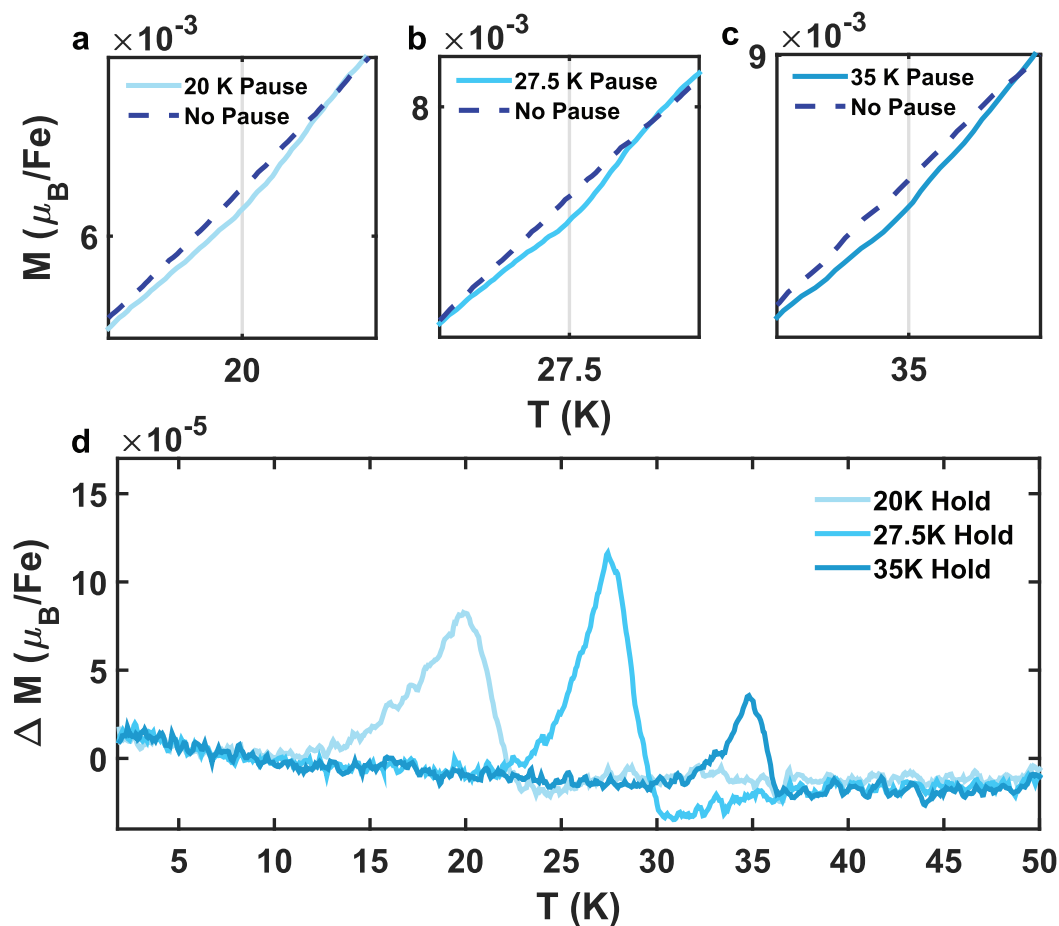 a ×10⁻³
20 K Pause
No Pause
6
20
b ×10⁻³
27.5 K Pause
No Pause
8
27.5
c ×10⁻³
35 K Pause
No Pause
9
35
M (μ_B/Fe)
T (K)
d ×10⁻⁵
20K Hold
27.5K Hold
35K Hold
15
10
5
0
Δ M (μ_B/Fe)
5 10 15 20 25 30 35 40 45 50
T (K)